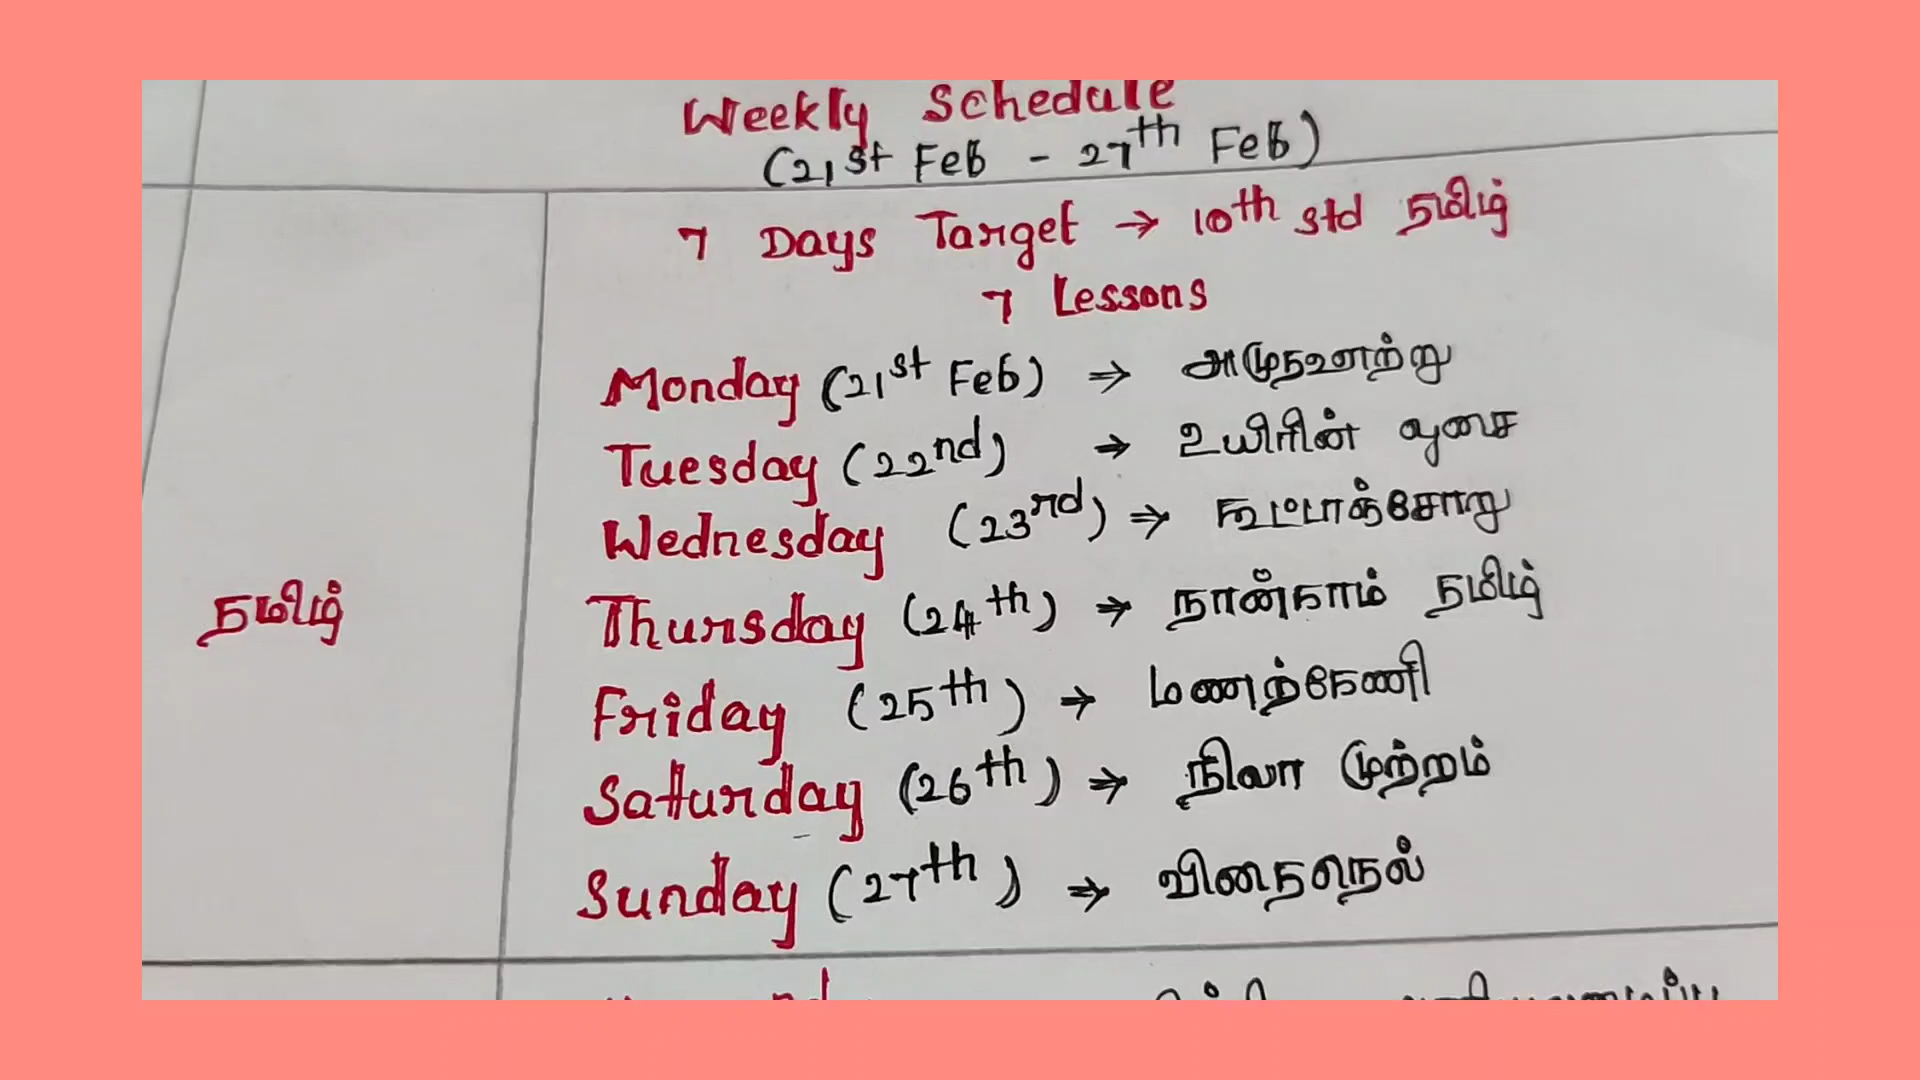 Weekly Schedule
(21st Feb - 27th Feb)
7 Days Target → 10th std தமிழ்
7 Lessons
Monday (21st Feb) ⇒ அமுதஊற்று
Tuesday (22nd) ⇒ உயிரின் ஓசை
Wednesday (23rd) ⇒ கூட்டாஞ்சோறு
தமிழ்
Thursday (24th) ⇒ நான்காம் தமிழ்
Friday (25th) ⇒ மணற்கேணி
Saturday (26th) ⇒ நிலா முற்றம்
Sunday (27th) ⇒ விதைநெல்